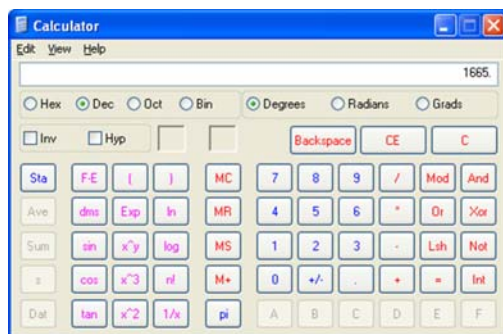 Calculator
Edit View Help
1665.
Hex Dec Oct Bin Degrees Radians Grads
Inv Hyp Backspace CE C
Sta F-E ( ) MC 7 8 9 / Mod And
Ave dms Exp ln MR 4 5 6 * Or Xor
Sum sin x^y log MS 1 2 3 - Lsh Not
s cos x^3 n! M+ 0 +/- . + = Int
Dat tan x^2 1/x pi A B C D E F